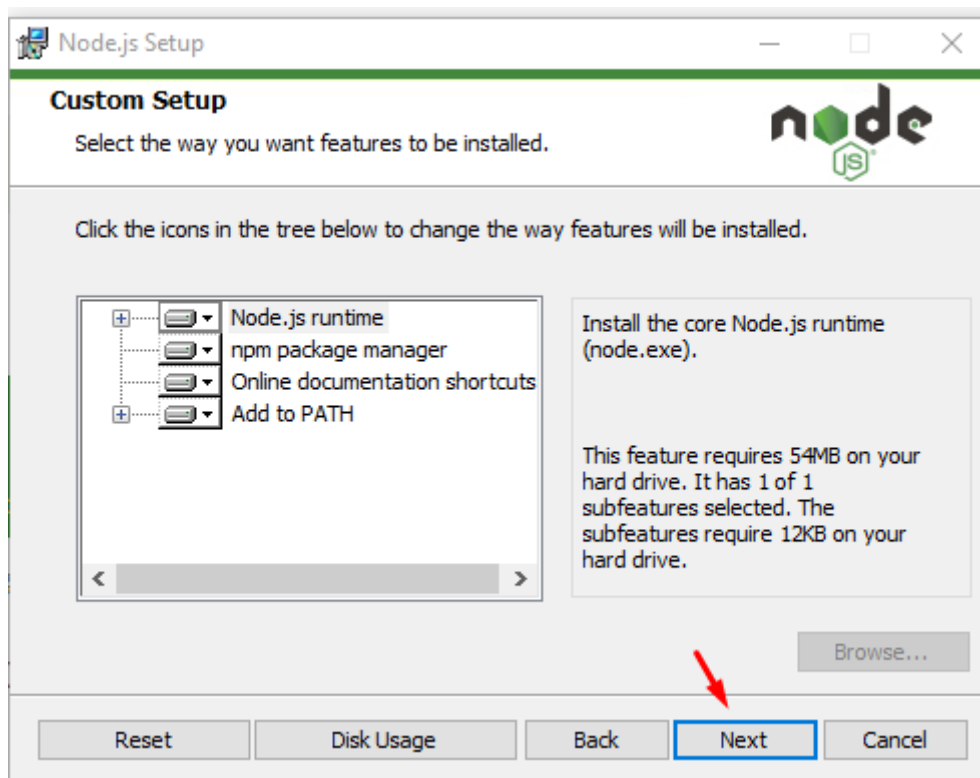 Node.js Setup
Custom Setup
Select the way you want features to be installed.
node
JS
Click the icons in the tree below to change the way features will be installed.
Node.js runtime
npm package manager
Online documentation shortcuts
Add to PATH
Install the core Node.js runtime
(node.exe).
This feature requires 54MB on your
hard drive. It has 1 of 1
subfeatures selected. The
subfeatures require 12KB on your
hard drive.
Browse...
Reset
Disk Usage
Back
Next
Cancel